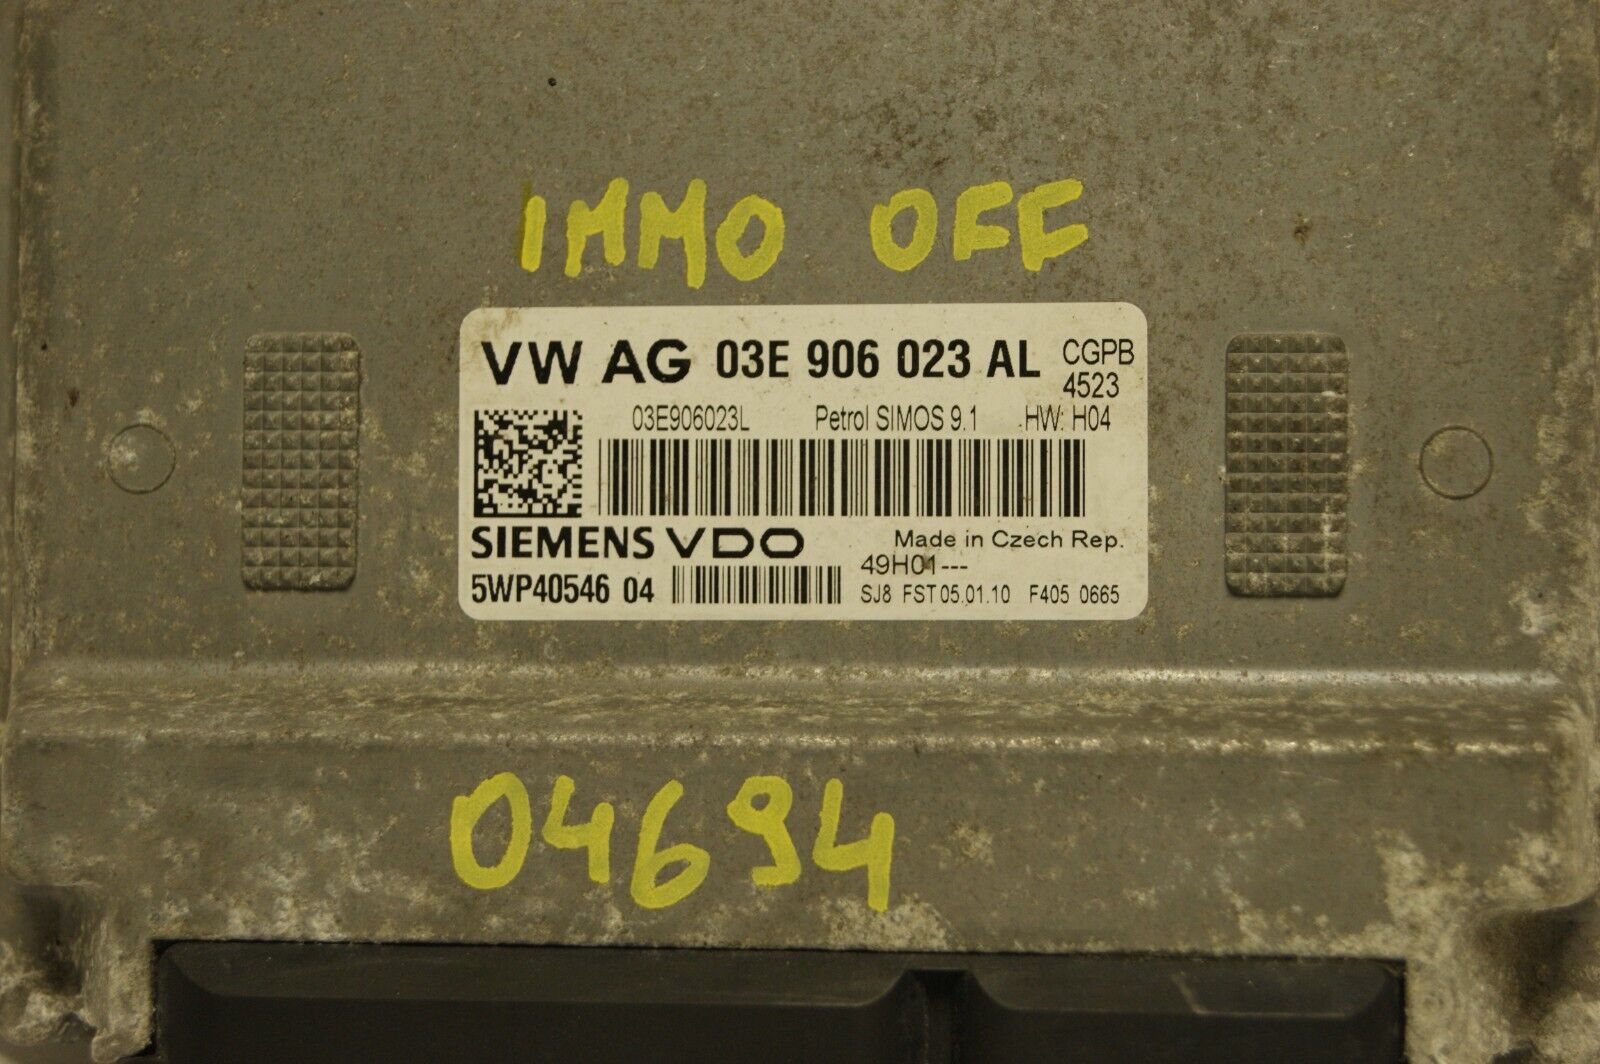 IMMO OFF
VW AG 03E 906 023 AL CGPB
4523
03E906023L Petrol SIMOS 9.1 HW: H04
SIEMENS VDO Made in Czech Rep.
49H01---
5WP40546 04 SJ8 FST 05.01.10 F405 0665
04694